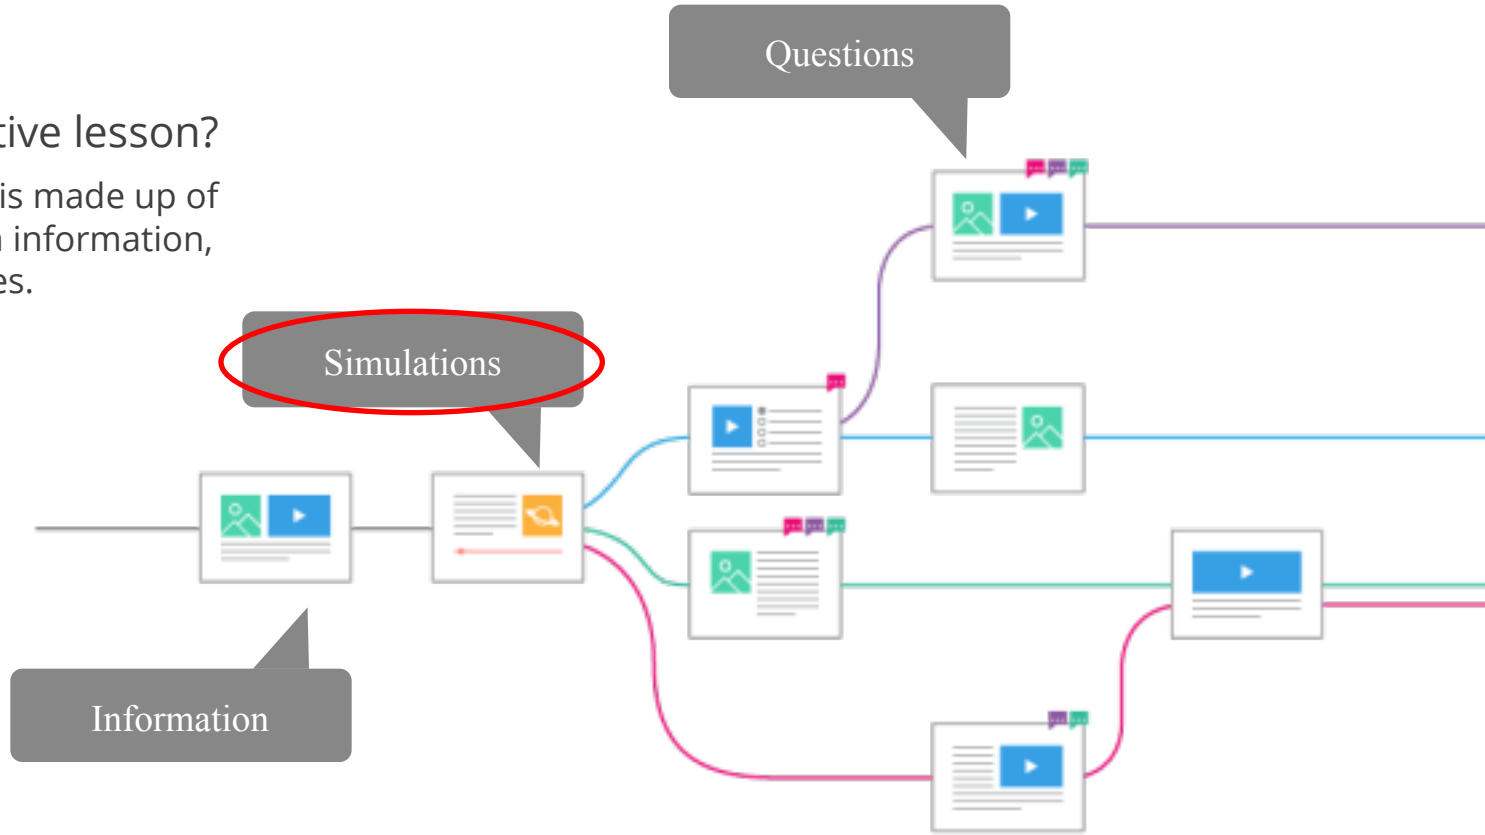 Questions
tive lesson?
is made up of
information,
es.
Simulations
Information